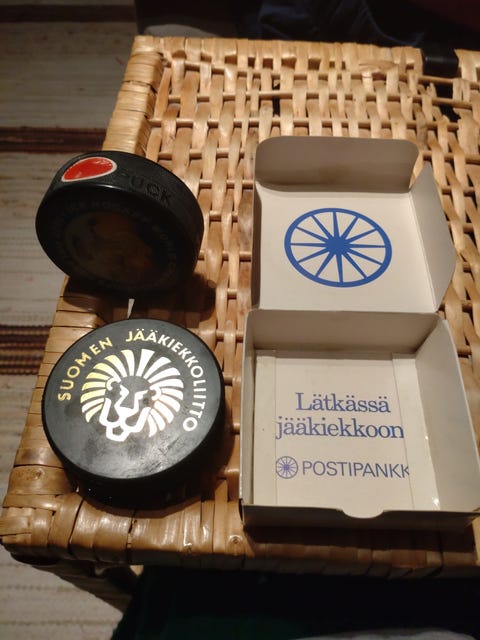 PUCK
SUOMEN JÄÄKIEKKOLIITTO
Lätkässä
jääkiekkoon
POSTIPANKK